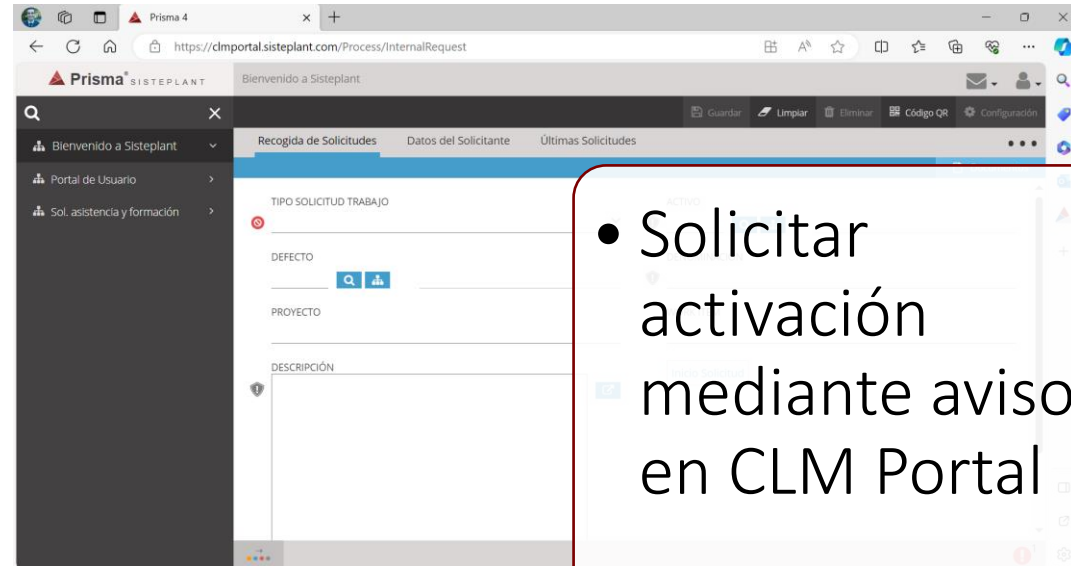 Prisma 4
https://clmportal.sisteplant.com/Process/InternalRequest
Prisma® SISTEPLANT
Bienvenido a Sisteplant
Guardar Limpiar Eliminar Código QR Configuración
Bienvenido a Sisteplant
Recogida de Solicitudes Datos del Solicitante Últimas Solicitudes
Portal de Usuario
Sol. asistencia y formación
TIPO SOLICITUD TRABAJO
ACTIVO
DEFECTO
PROYECTO
DESCRIPCIÓN
• Solicitar
activación
mediante aviso
en CLM Portal